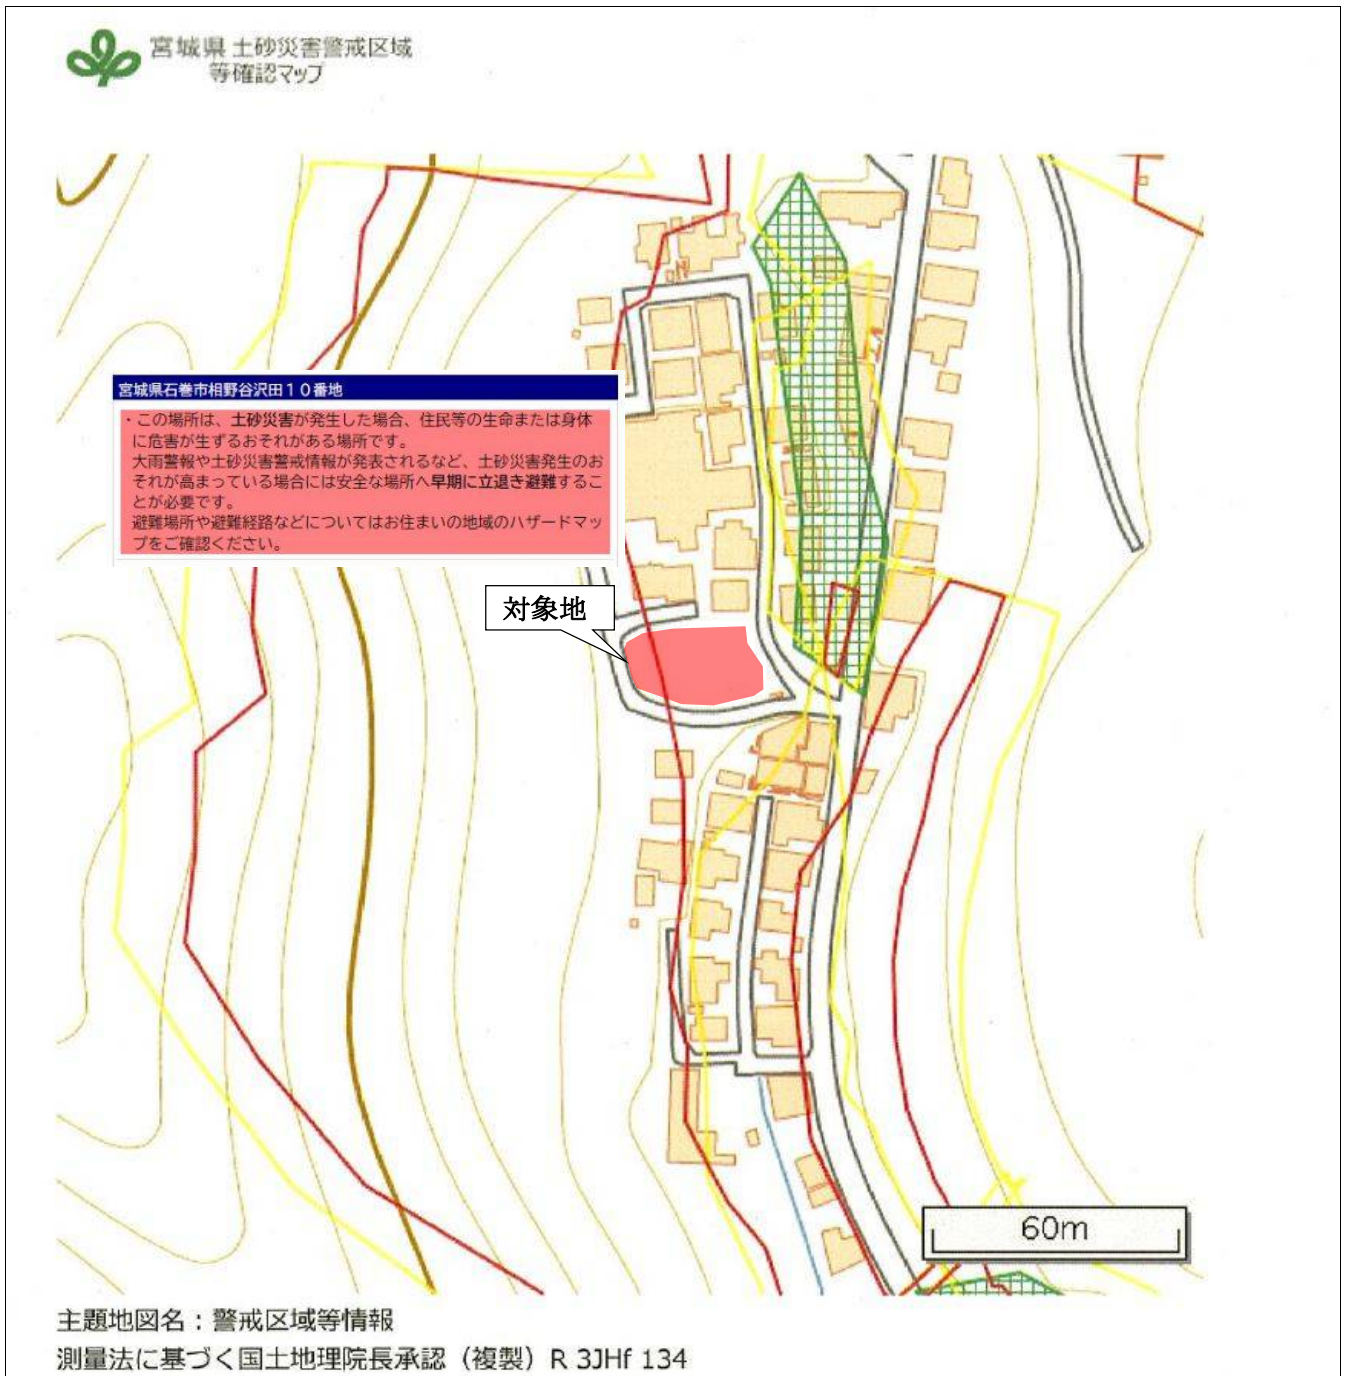 宮城県 土砂災害警戒区域
等確認マップ
宮城県石巻市相野谷沢田１０番地
・この場所は、土砂災害が発生した場合、住民等の生命または身体
に危害が生ずるおそれがある場所です。
大雨警報や土砂災害警戒情報が発表されるなど、土砂災害発生のお
それが高まっている場合には安全な場所へ早期に立退き避難するこ
とが必要です。
避難場所や避難経路などについてはお住まいの地域のハザードマッ
プをご確認ください。
対象地
60m
主題地図名：警戒区域等情報
測量法に基づく国土地理院長承認（複製）R 3JHf 134